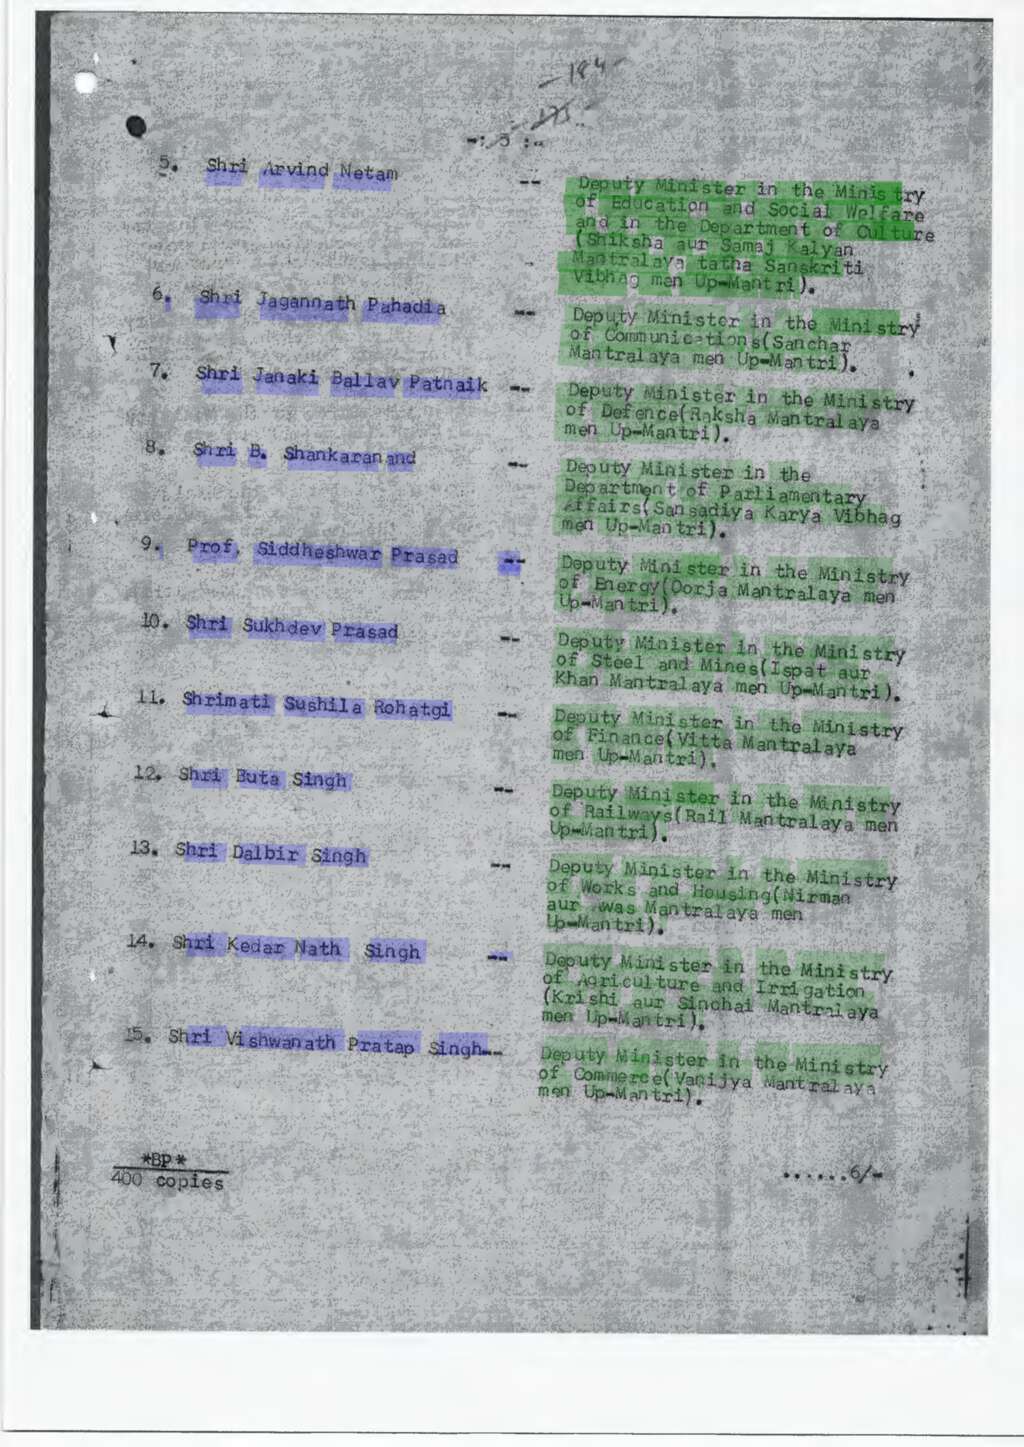 -184-
-175-
-: 5 :-
5. Shri Arvind Netam -- Deputy Minister in the Ministry
of Education and Social Welfare
and in the Department of Culture
(Shiksha aur Samaj Kalyan
Mantralaya tatha Sanskriti
Vibhag men Up-Mantri).
6. Shri Jagannath Pahadia -- Deputy Minister in the Ministry
of Communications(Sanchar
Mantralaya men Up-Mantri).
7. Shri Janaki Ballav Patnaik -- Deputy Minister in the Ministry
of Defence(Raksha Mantralaya
men Up-Mantri).
8. Shri B. Shankaranand -- Deputy Minister in the
Department of Parliamentary
Affairs(Sansadiya Karya Vibhag
men Up-Mantri).
9. Prof. Siddheshwar Prasad -- Deputy Minister in the Ministry
of Energy(Oorja Mantralaya men
Up-Mantri).
10. Shri Sukhdev Prasad -- Deputy Minister in the Ministry
of Steel and Mines(Ispat aur
Khan Mantralaya men Up-Mantri).
11. Shrimati Sushila Rohatgi -- Deputy Minister in the Ministry
of Finance(Vitta Mantralaya
men Up-Mantri).
12. Shri Buta Singh -- Deputy Minister in the Ministry
of Railways(Rail Mantralaya men
Up-Mantri).
13. Shri Dalbir Singh -- Deputy Minister in the Ministry
of Works and Housing(Nirman
aur Awas Mantralaya men
Up-Mantri).
14. Shri Kedar Nath Singh -- Deputy Minister in the Ministry
of Agriculture and Irrigation
(Krishi aur Sinchai Mantralaya
men Up-Mantri).
15. Shri Vishwanath Pratap Singh-- Deputy Minister in the Ministry
of Commerce(Vanijya Mantralaya
men Up-Mantri).
*BP*
400 copies
......6/-